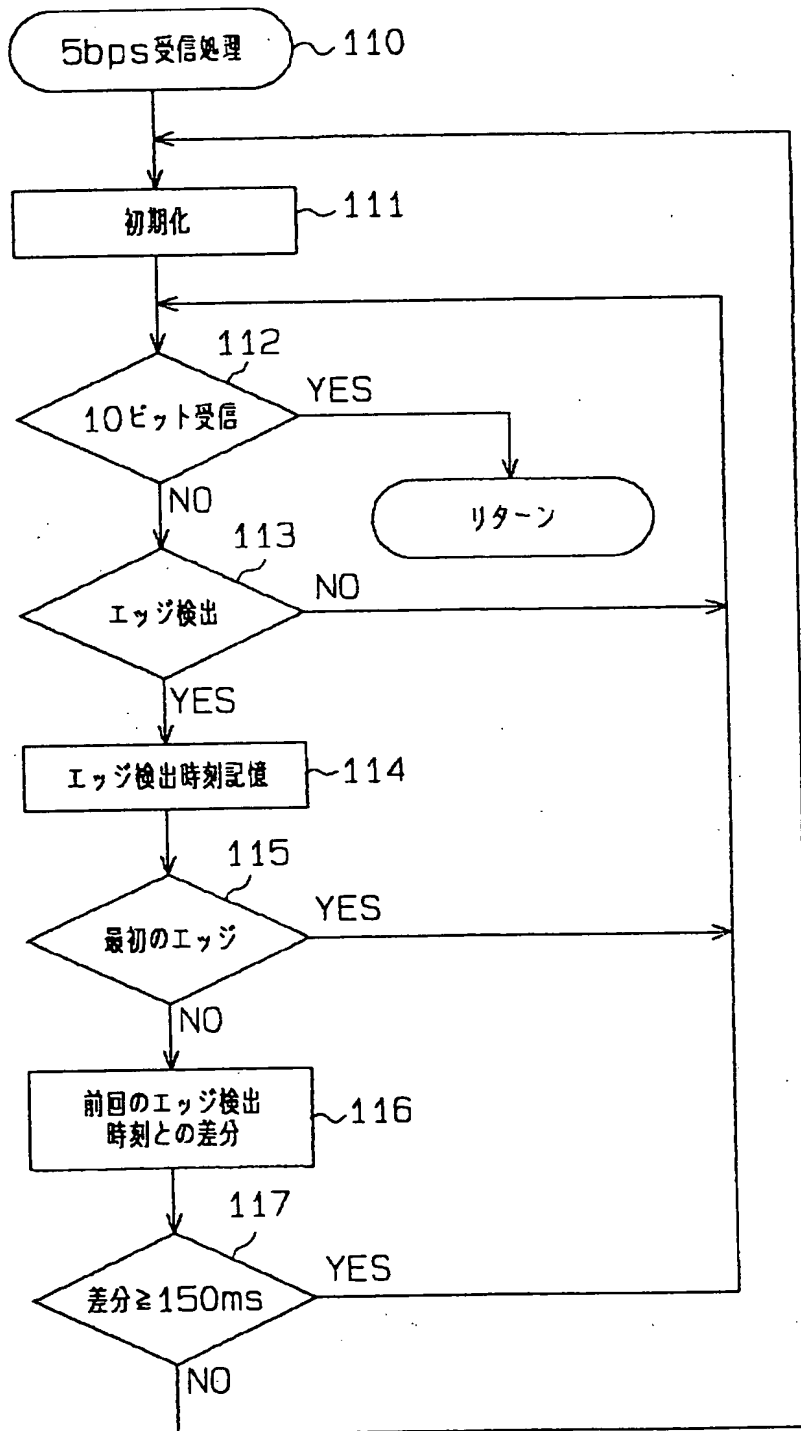 5bps受信処理
110
初期化
111
112
10ビット受信
YES
NO
リターン
113
エッジ検出
NO
YES
エッジ検出時刻記憶
114
115
最初のエッジ
YES
NO
前回のエッジ検出
時刻との差分
116
117
差分≧150ms
YES
NO